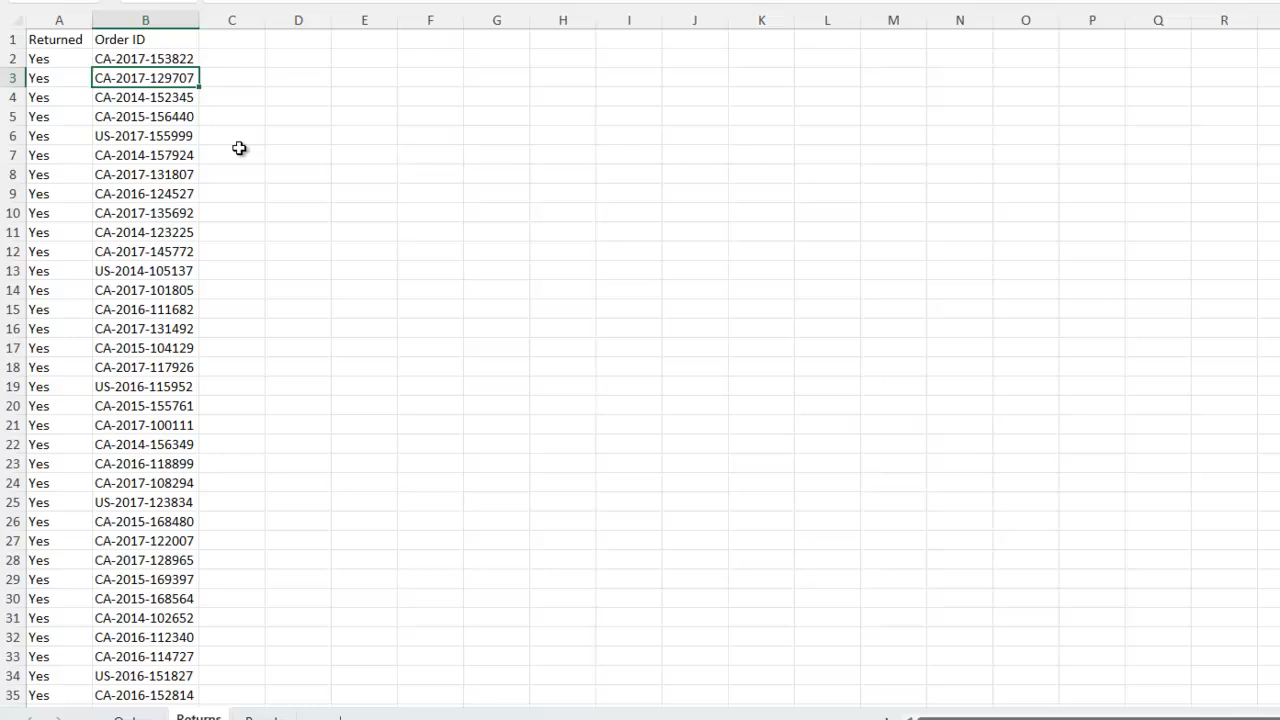 A B C D E F G H I J K L M N O P Q R
1 Returned Order ID
2 Yes CA-2017-153822
3 Yes CA-2017-129707
4 Yes CA-2014-152345
5 Yes CA-2015-156440
6 Yes US-2017-155999
7 Yes CA-2014-157924
8 Yes CA-2017-131807
9 Yes CA-2016-124527
10 Yes CA-2017-135692
11 Yes CA-2014-123225
12 Yes CA-2017-145772
13 Yes US-2014-105137
14 Yes CA-2017-101805
15 Yes CA-2016-111682
16 Yes CA-2017-131492
17 Yes CA-2015-104129
18 Yes CA-2017-117926
19 Yes US-2016-115952
20 Yes CA-2015-155761
21 Yes CA-2017-100111
22 Yes CA-2014-156349
23 Yes CA-2016-118899
24 Yes CA-2017-108294
25 Yes US-2017-123834
26 Yes CA-2015-168480
27 Yes CA-2017-122007
28 Yes CA-2017-128965
29 Yes CA-2015-169397
30 Yes CA-2015-168564
31 Yes CA-2014-102652
32 Yes CA-2016-112340
33 Yes CA-2016-114727
34 Yes US-2016-151827
35 Yes CA-2016-152814
Returns